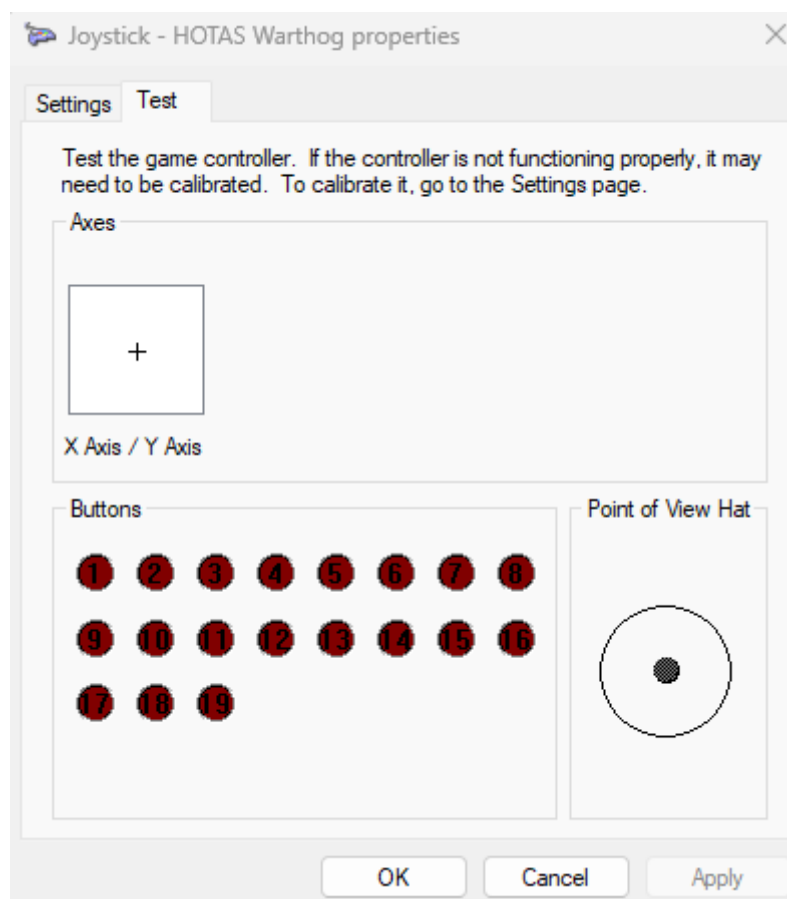 Joystick - HOTAS Warthog properties
Settings Test
Test the game controller. If the controller is not functioning properly, it may
need to be calibrated. To calibrate it, go to the Settings page.
Axes
X Axis / Y Axis
Buttons
1 2 3 4 5 6 7 8
9 10 11 12 13 14 15 16
17 18 19
Point of View Hat
OK Cancel Apply